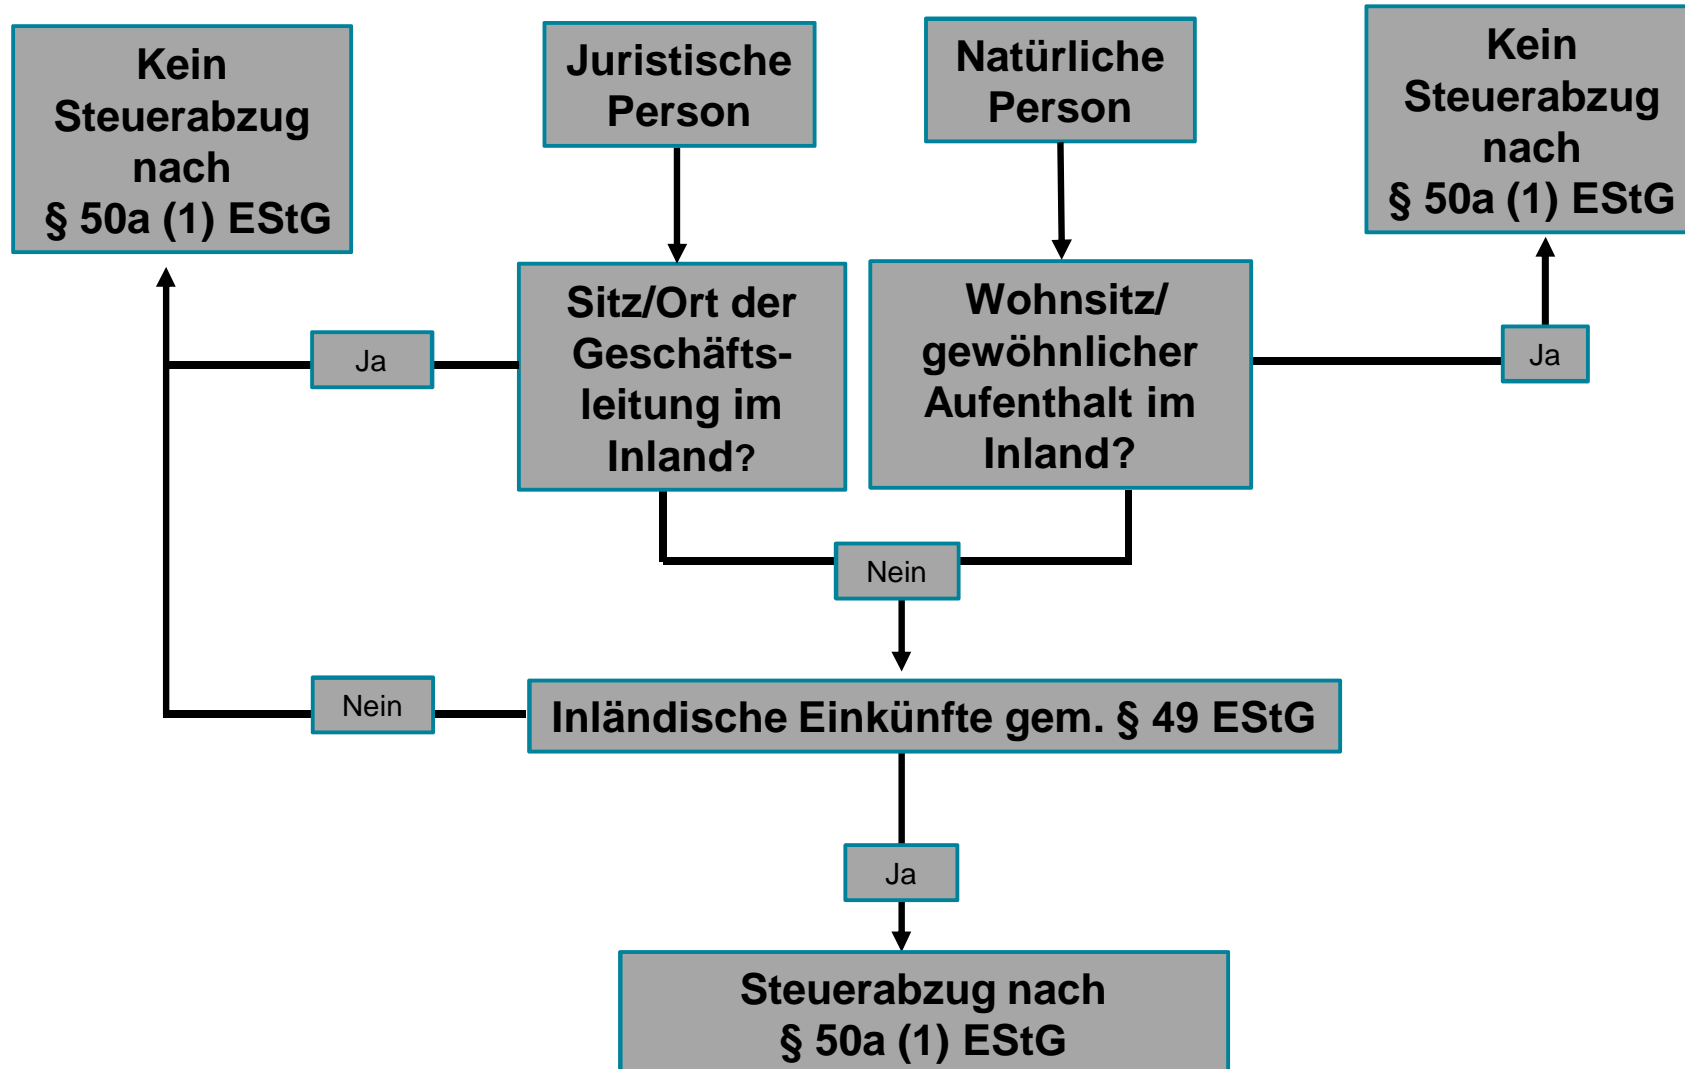 Kein
Steuerabzug
nach
§ 50a (1) EStG
Juristische
Person
Natürliche
Person
Kein
Steuerabzug
nach
§ 50a (1) EStG
Sitz/Ort der
Geschäfts-
leitung im
Inland?
Wohnsitz/
gewöhnlicher
Aufenthalt im
Inland?
Ja
Ja
Nein
Nein
Inländische Einkünfte gem. § 49 EStG
Ja
Steuerabzug nach
§ 50a (1) EStG